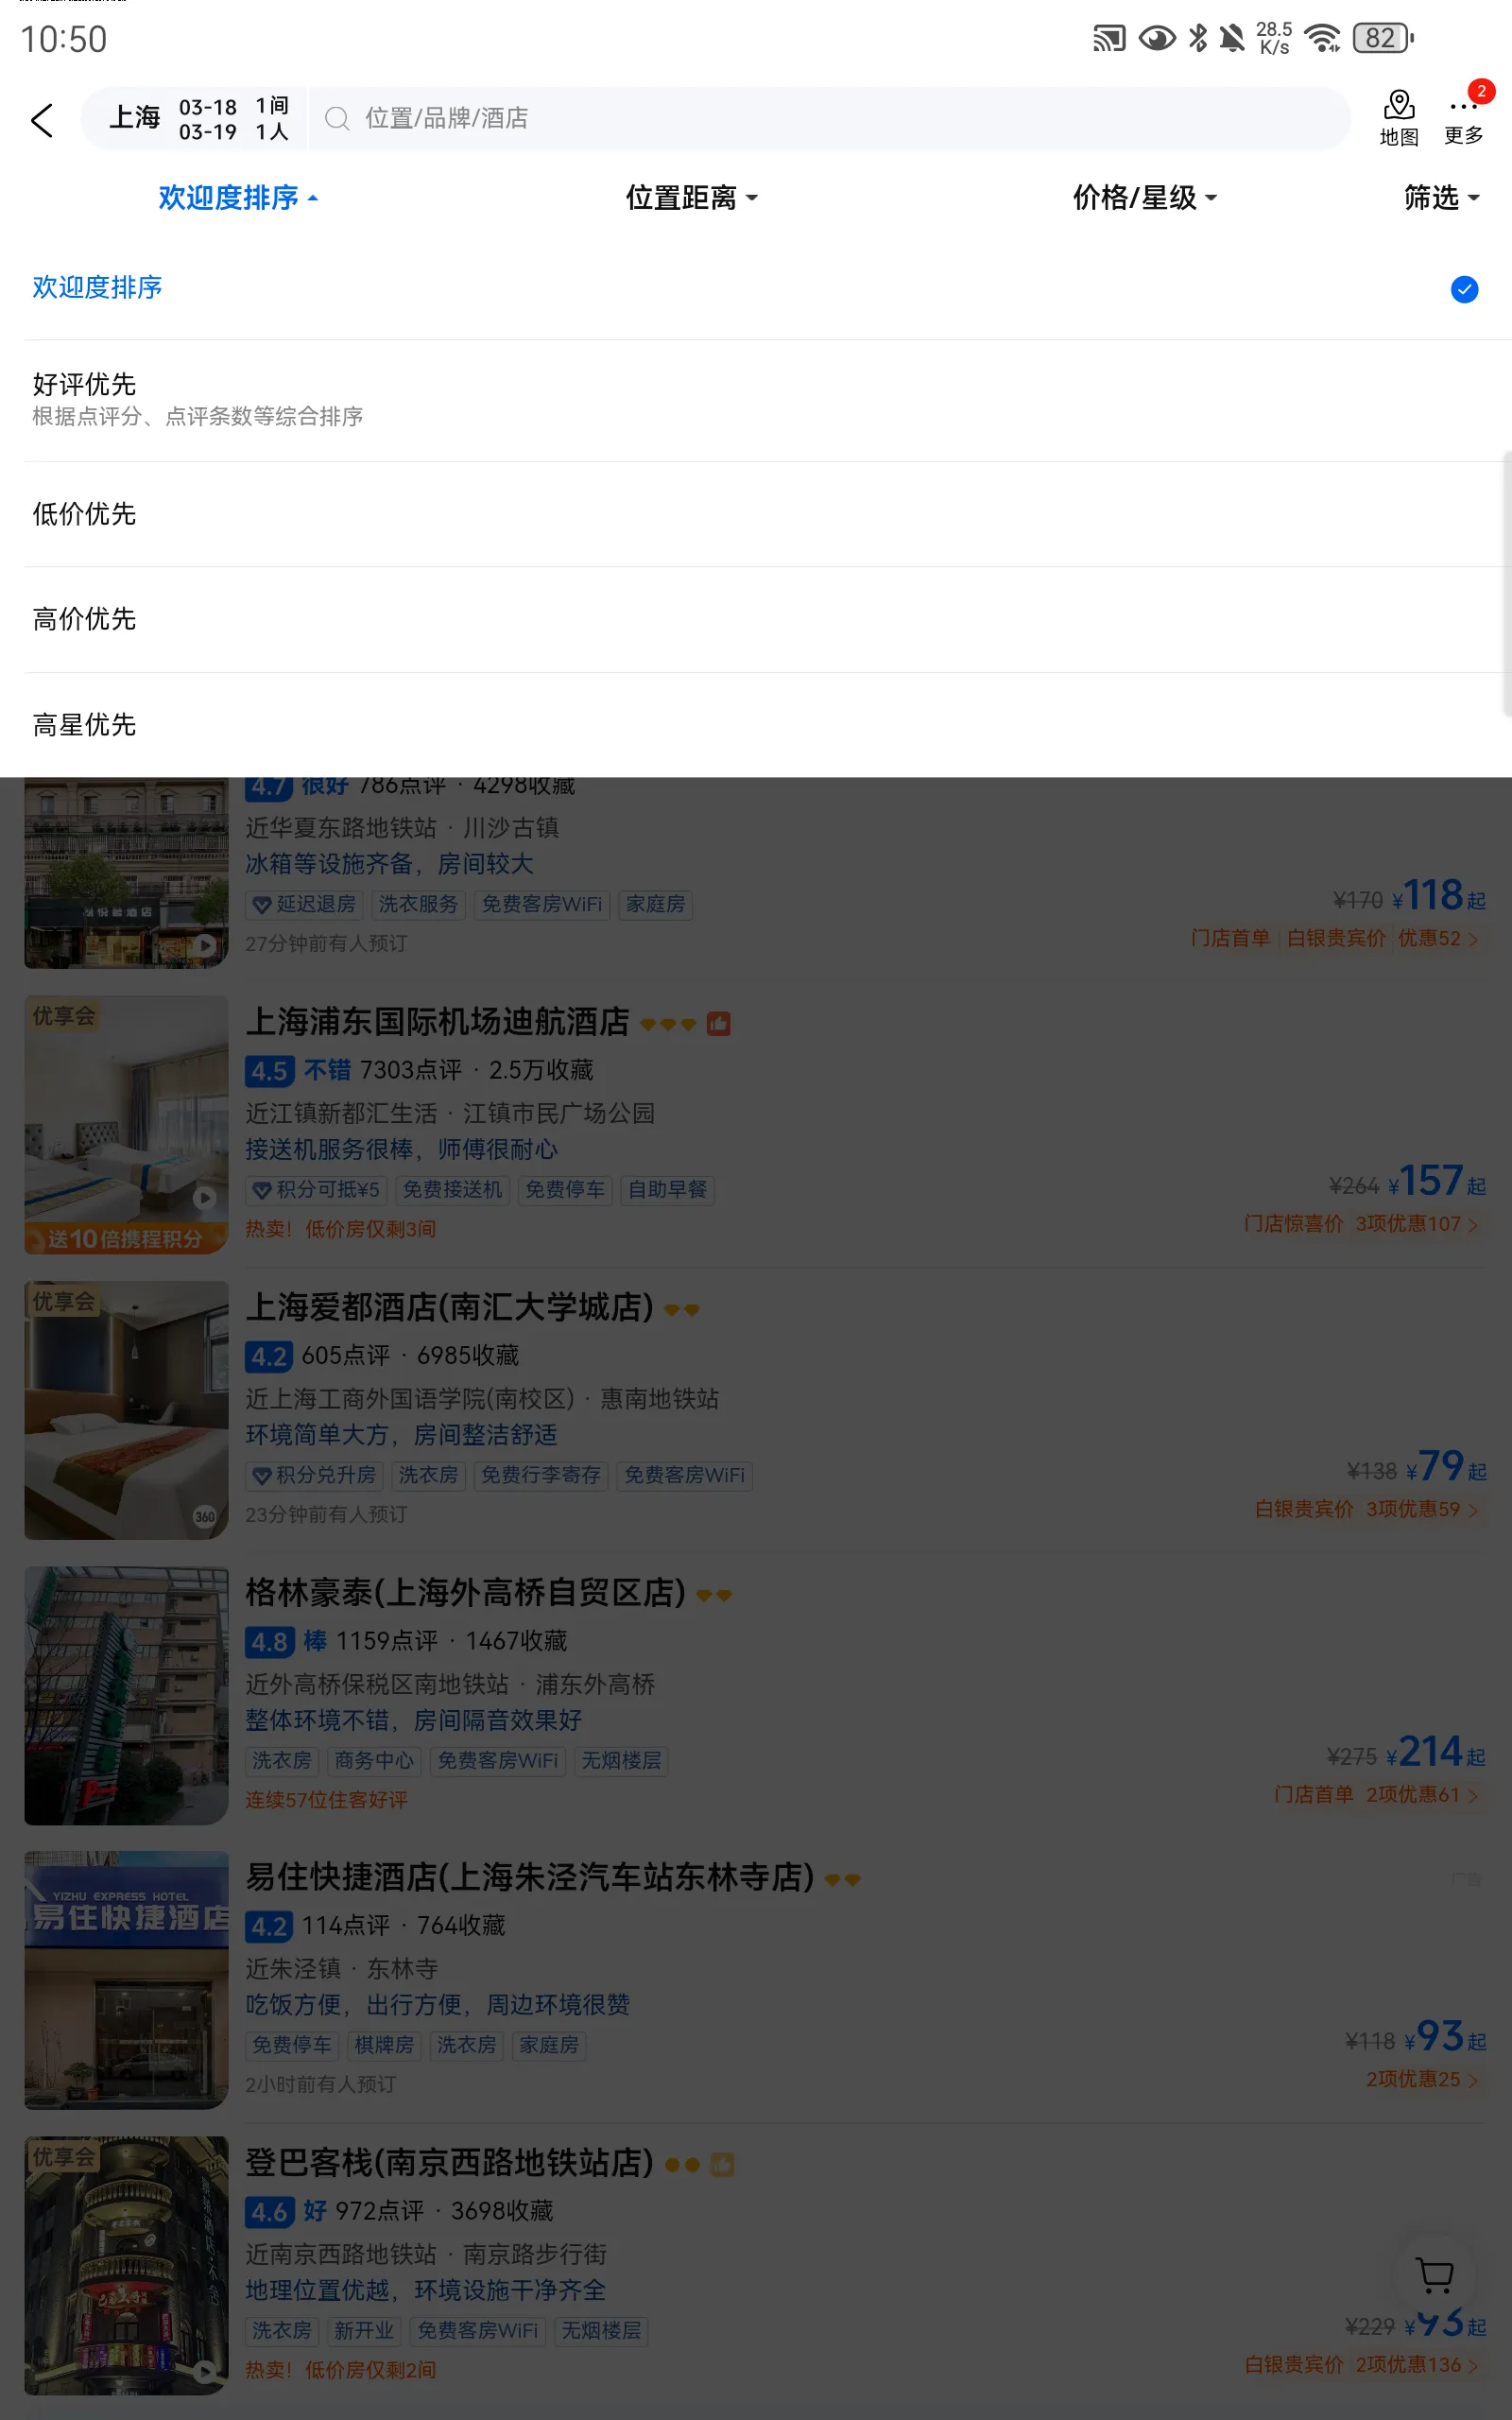 10:50
28.5
K/s
82
上海
03-18 1间
03-19 1人
位置/品牌/酒店
地图
更多
2
欢迎度排序
位置距离
价格/星级
筛选
欢迎度排序
好评优先
根据点评分、点评条数等综合排序
低价优先
高价优先
高星优先
4.7 很好 786点评 · 4298收藏
近华夏东路地铁站 · 川沙古镇
冰箱等设施齐备，房间较大
延迟退房 洗衣服务 免费客房WiFi 家庭房
27分钟前有人预订
¥170 ¥118起
门店首单 白银贵宾价 优惠52
优享会
送10倍携程积分
上海浦东国际机场迪航酒店
4.5 不错 7303点评 · 2.5万收藏
近江镇新都汇生活 · 江镇市民广场公园
接送机服务很棒，师傅很耐心
积分可抵¥5 免费接送机 免费停车 自助早餐
热卖！低价房仅剩3间
¥264 ¥157起
门店惊喜价 3项优惠107
优享会
360
上海爱都酒店(南汇大学城店)
4.2 605点评 · 6985收藏
近上海工商外国语学院(南校区) · 惠南地铁站
环境简单大方，房间整洁舒适
积分兑升房 洗衣房 免费行李寄存 免费客房WiFi
23分钟前有人预订
¥138 ¥79起
白银贵宾价 3项优惠59
格林豪泰(上海外高桥自贸区店)
4.8 棒 1159点评 · 1467收藏
近外高桥保税区南地铁站 · 浦东外高桥
整体环境不错，房间隔音效果好
洗衣房 商务中心 免费客房WiFi 无烟楼层
连续57位住客好评
¥275 ¥214起
门店首单 2项优惠61
YIZHU EXPRESS HOTEL
易住快捷酒店
易住快捷酒店(上海朱泾汽车站东林寺店)
广告
4.2 114点评 · 764收藏
近朱泾镇 · 东林寺
吃饭方便，出行方便，周边环境很赞
免费停车 棋牌房 洗衣房 家庭房
2小时前有人预订
¥118 ¥93起
2项优惠25
优享会
登巴客栈(南京西路地铁站店)
4.6 好 972点评 · 3698收藏
近南京西路地铁站 · 南京路步行街
地理位置优越，环境设施干净齐全
洗衣房 新开业 免费客房WiFi 无烟楼层
热卖！低价房仅剩2间
¥229 ¥93起
白银贵宾价 2项优惠136